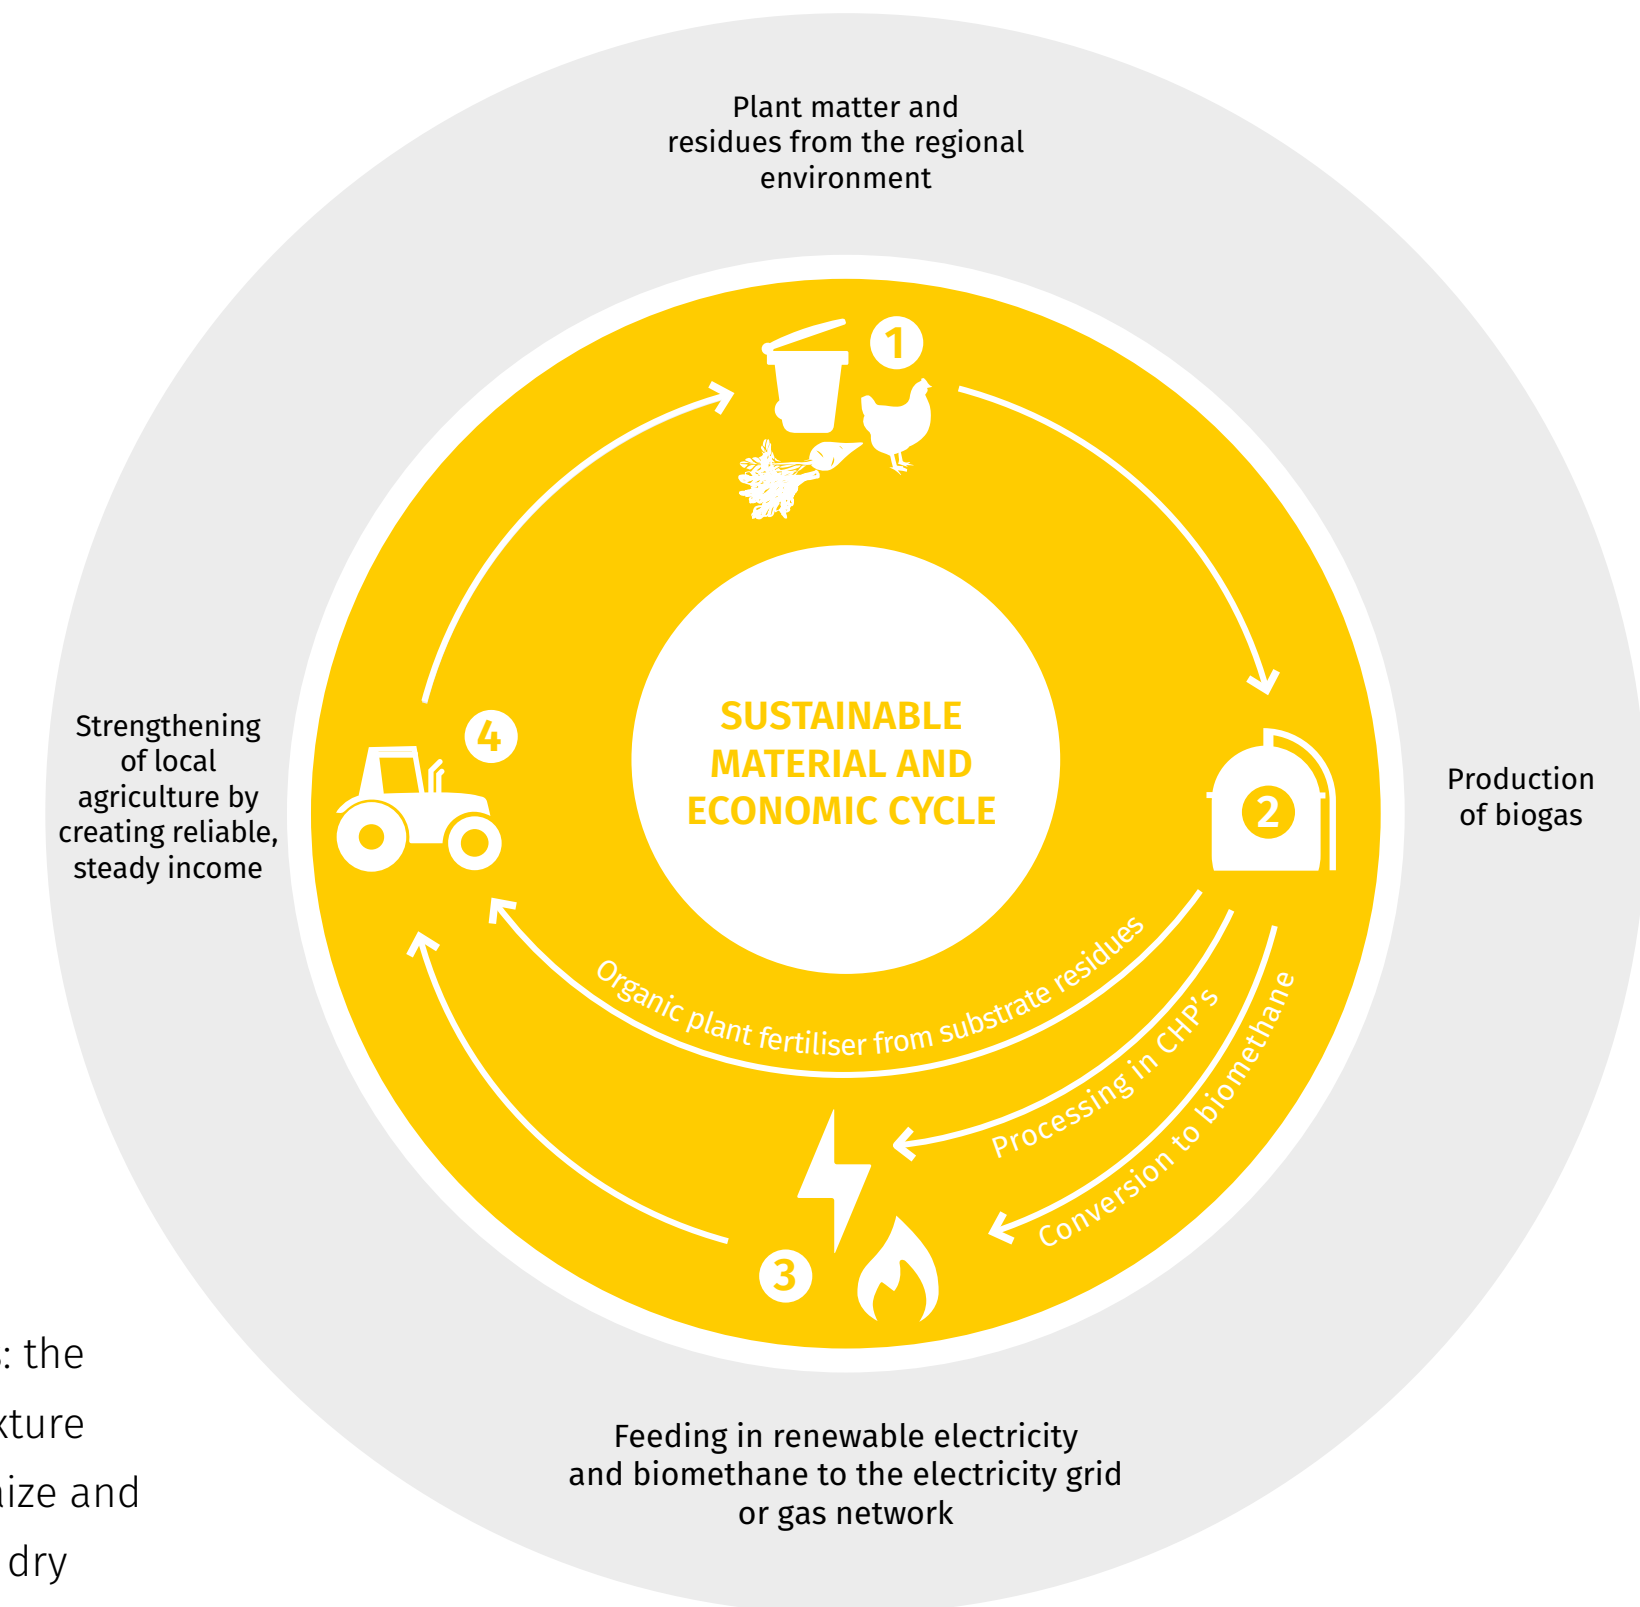 Plant matter and
residues from the regional
environment
1
SUSTAINABLE
MATERIAL AND
ECONOMIC CYCLE
2
Production
of biogas
4
Strengthening
of local
agriculture by
creating reliable,
steady income
Organic plant fertiliser from substrate residues
Processing in CHP's
Conversion to biomethane
3
Feeding in renewable electricity
and biomethane to the electricity grid
or gas network
the
and
dry